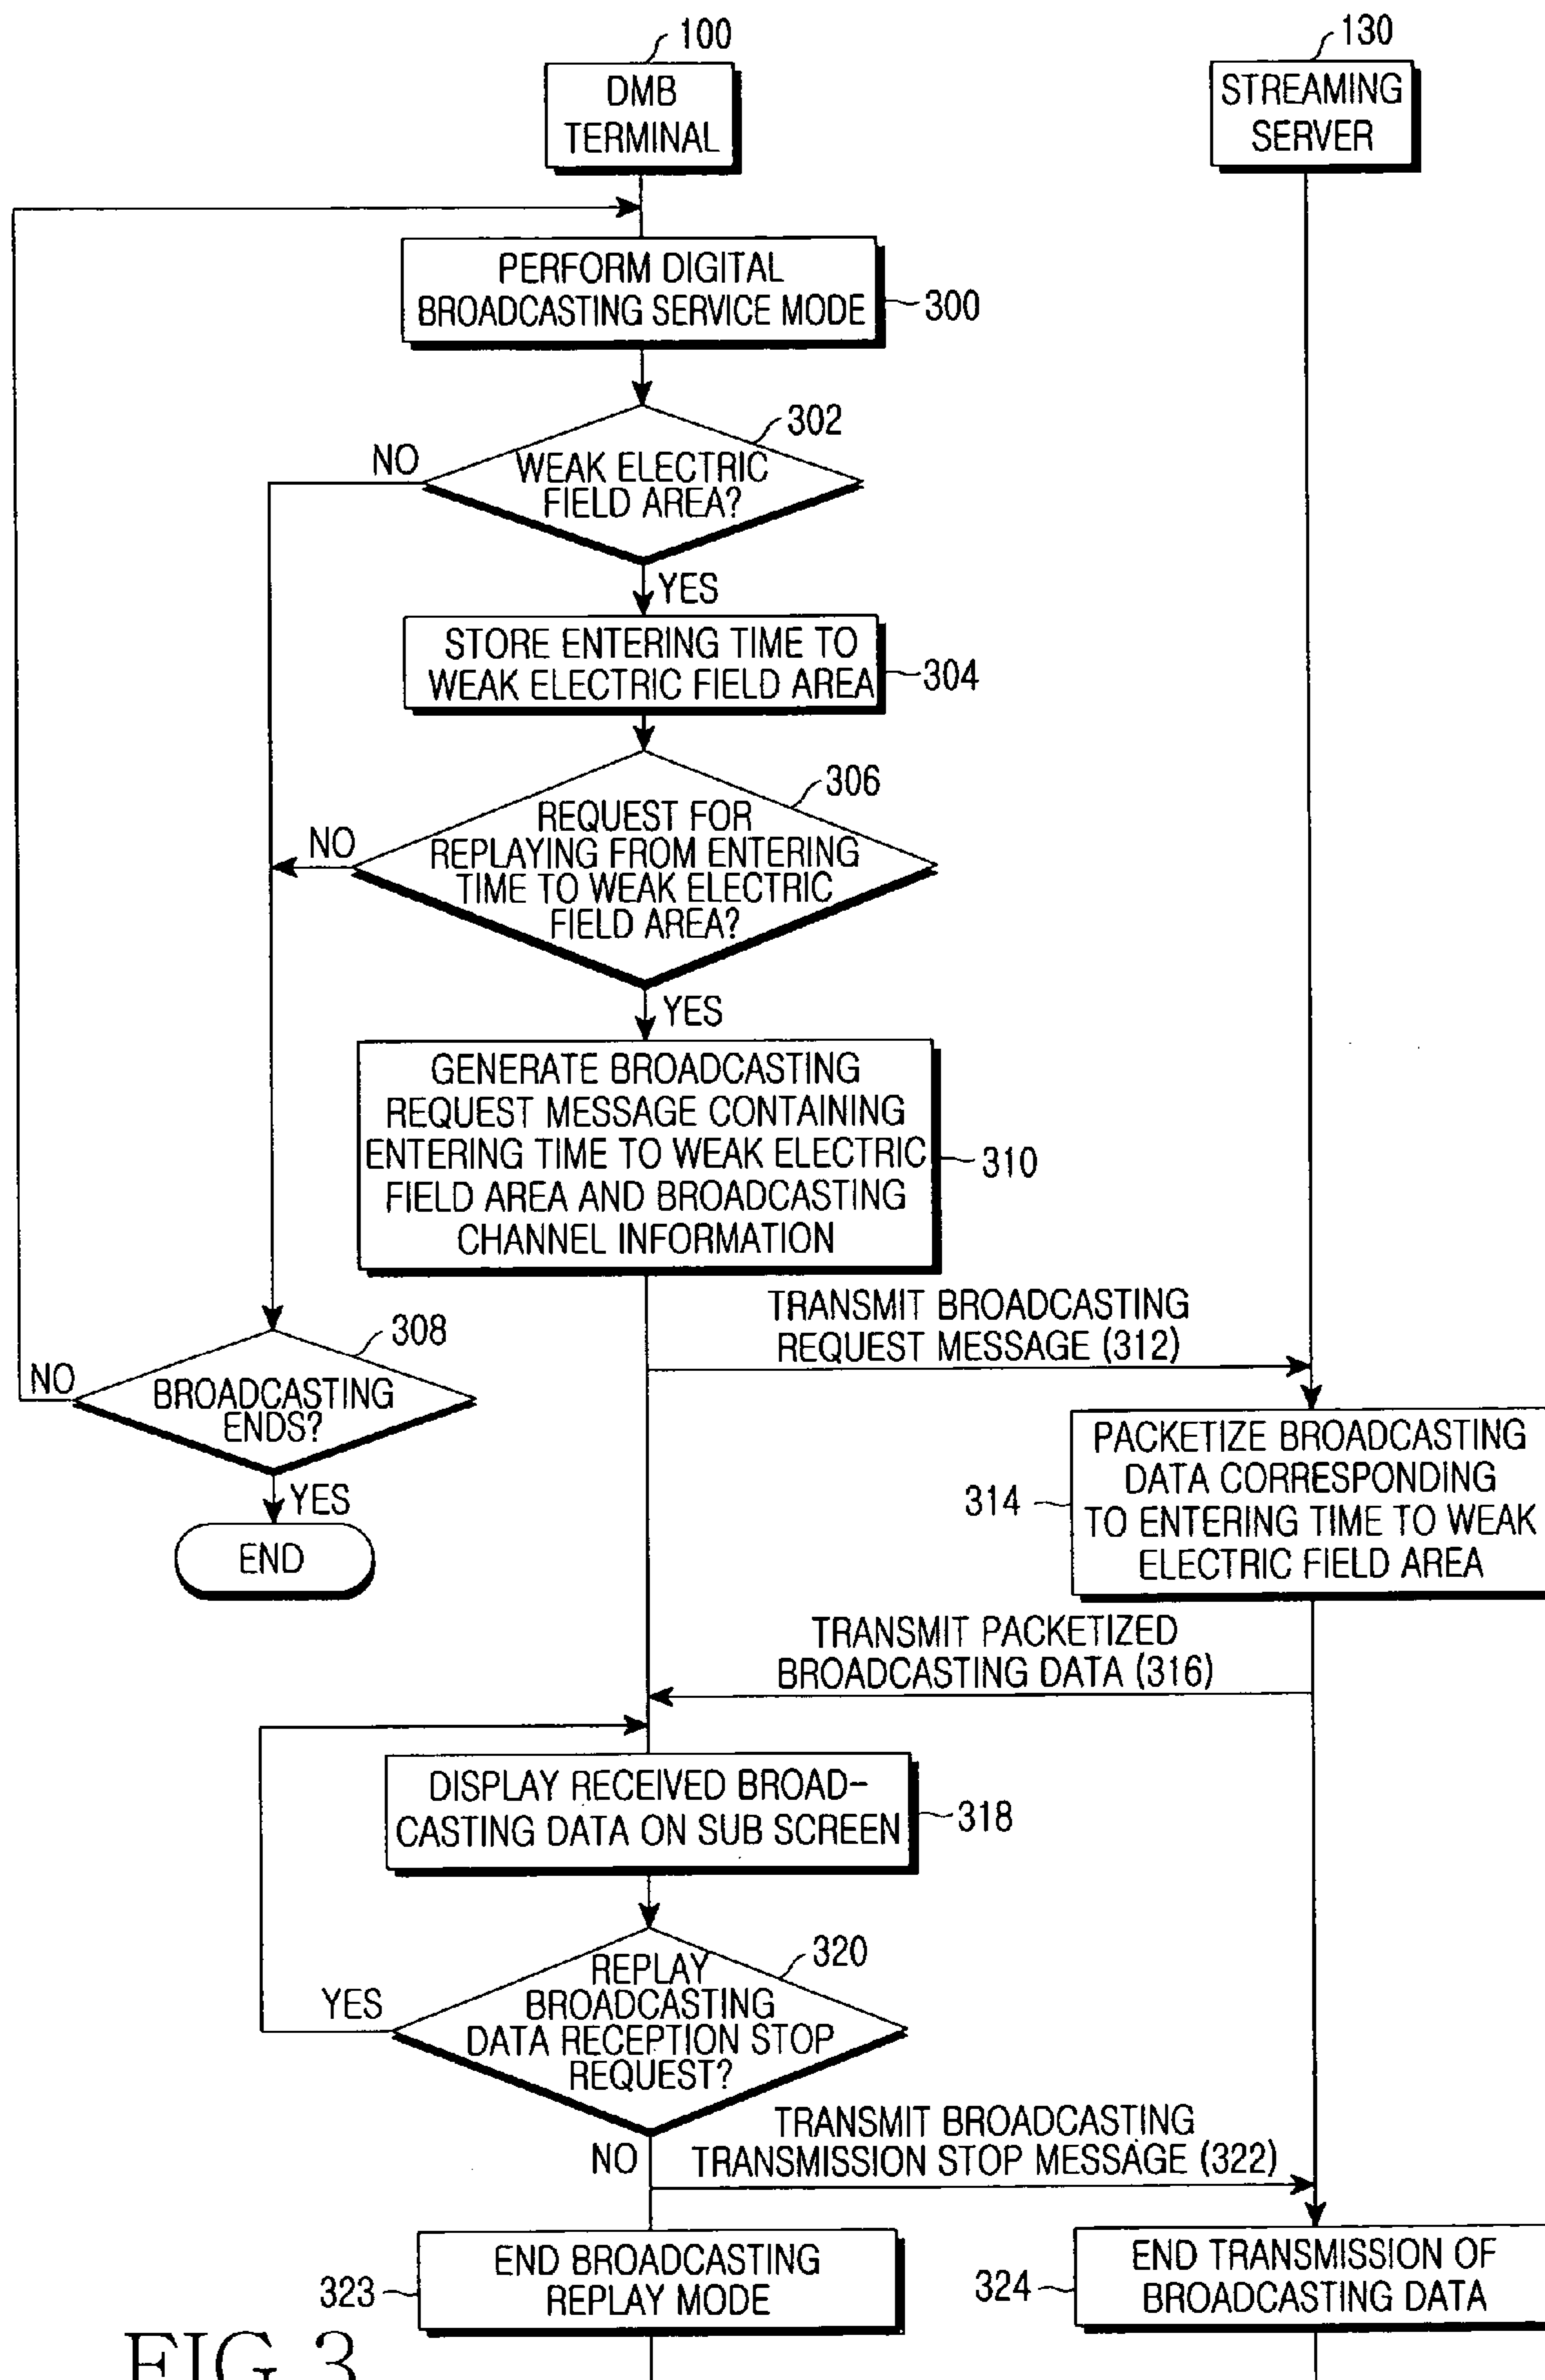 100
DMB
TERMINAL
130
STREAMING
SERVER
PERFORM DIGITAL
BROADCASTING SERVICE MODE
300
302
NO
WEAK ELECTRIC
FIELD AREA?
YES
STORE ENTERING TIME TO
WEAK ELECTRIC FIELD AREA
304
306
REQUEST FOR
REPLAYING FROM ENTERING
TIME TO WEAK ELECTRIC
FIELD AREA?
NO
YES
GENERATE BROADCASTING
REQUEST MESSAGE CONTAINING
ENTERING TIME TO WEAK ELECTRIC
FIELD AREA AND BROADCASTING
CHANNEL INFORMATION
310
TRANSMIT BROADCASTING
REQUEST MESSAGE (312)
308
NO
BROADCASTING
ENDS?
YES
END
PACKETIZE BROADCASTING
DATA CORRESPONDING
TO ENTERING TIME TO WEAK
ELECTRIC FIELD AREA
314
TRANSMIT PACKETIZED
BROADCASTING DATA (316)
DISPLAY RECEIVED BROAD-
CASTING DATA ON SUB SCREEN
318
320
REPLAY
BROADCASTING
DATA RECEPTION STOP
REQUEST?
YES
NO
TRANSMIT BROADCASTING
TRANSMISSION STOP MESSAGE (322)
END BROADCASTING
REPLAY MODE
323
324
END TRANSMISSION OF
BROADCASTING DATA
FIG.3